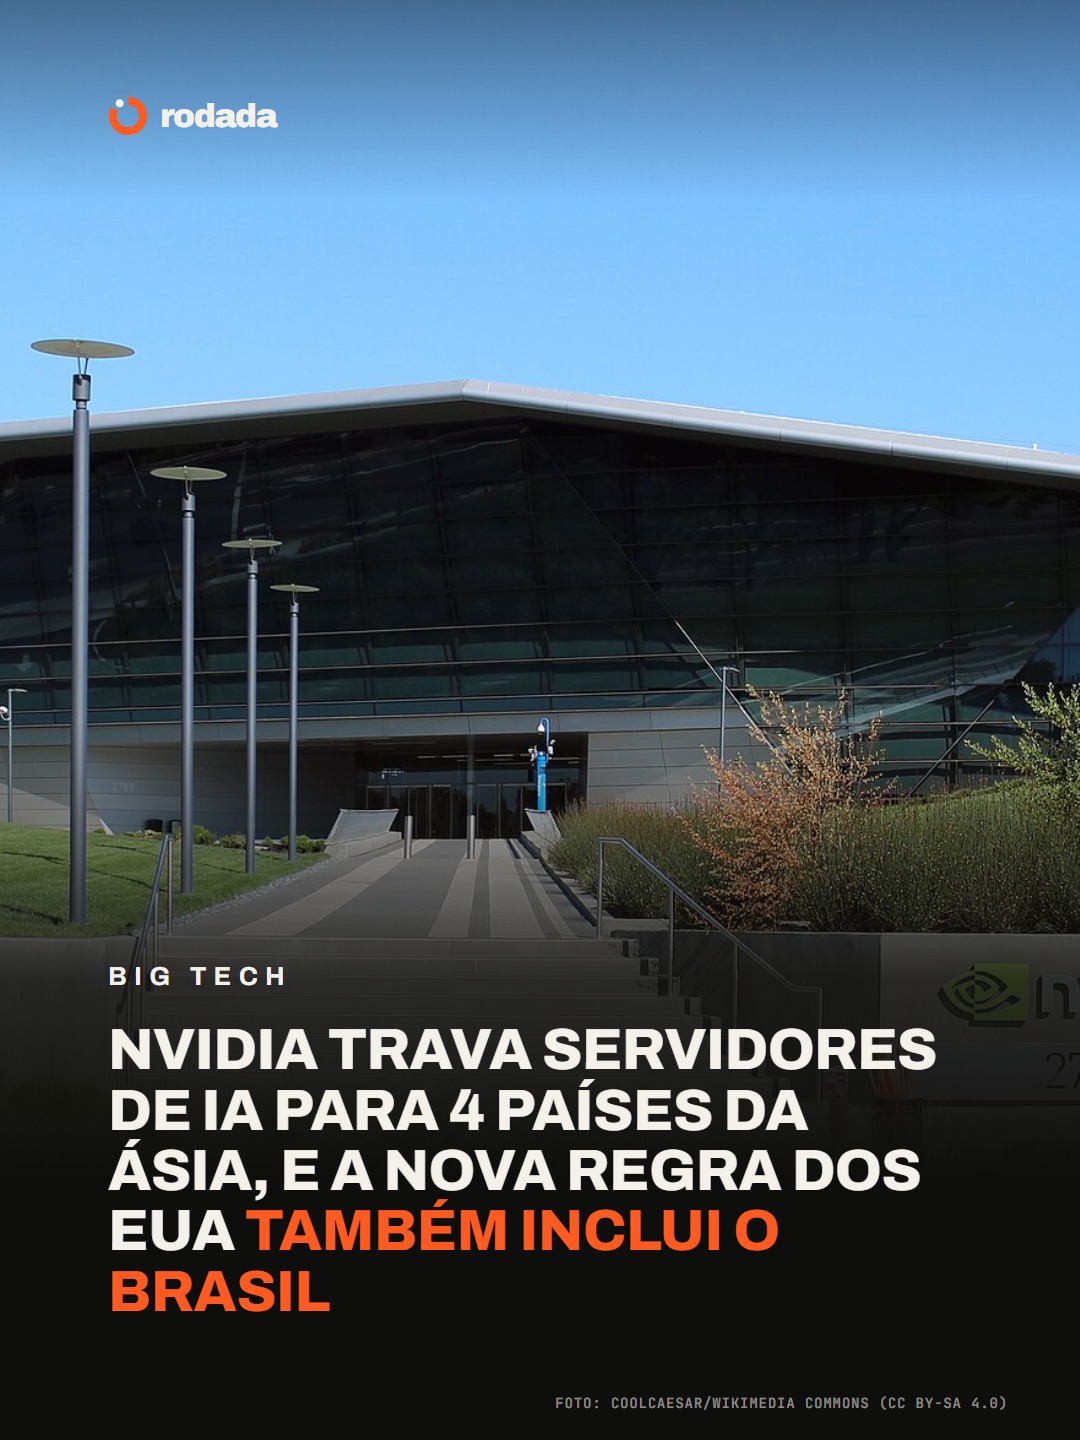 rodada
2788
BIG TECH
NVIDIA TRAVA SERVIDORES
DE IA PARA 4 PAÍSES DA
ÁSIA, E A NOVA REGRA DOS
EUA TAMBÉM INCLUI O
BRASIL
FOTO: COOLCAESAR/WIKIMEDIA COMMONS (CC BY-SA 4.0)